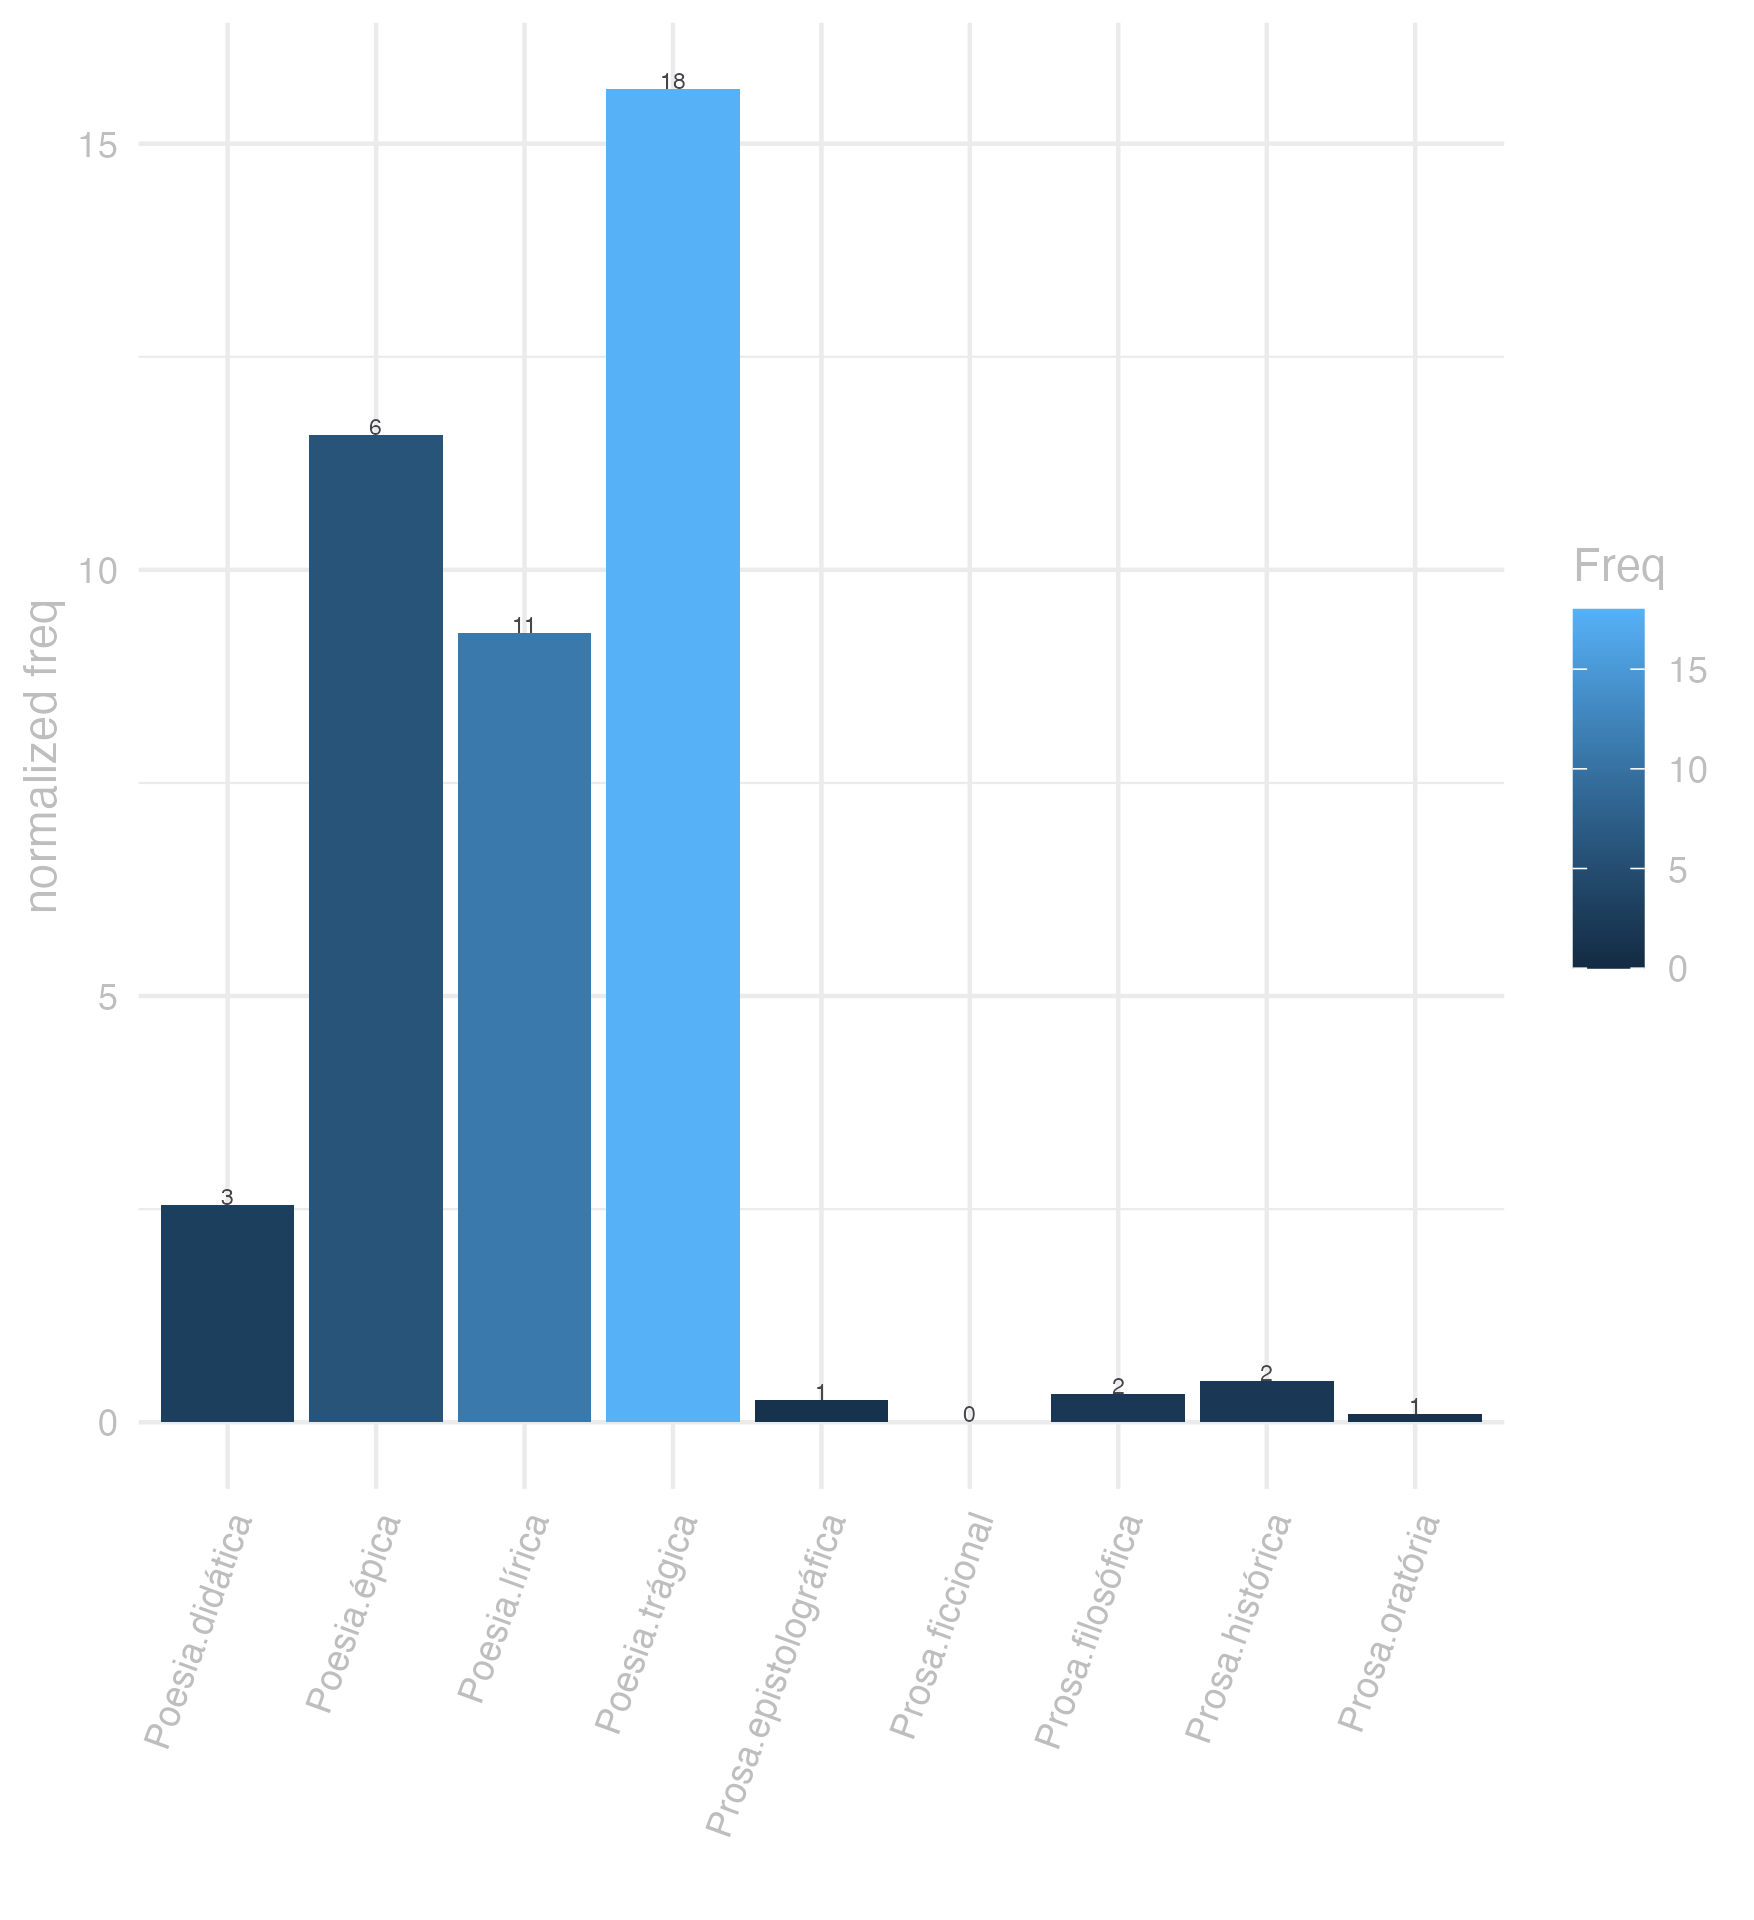 normalized freq
15
10
5
0
3
6
11
18
1
0
2
2
1
Poesia.didática
Poesia.épica
Poesia.lírica
Poesia.trágica
Prosa.epistolográfica
Prosa.ficcional
Prosa.filosófica
Prosa.histórica
Prosa.oratória
Freq
15
10
5
0